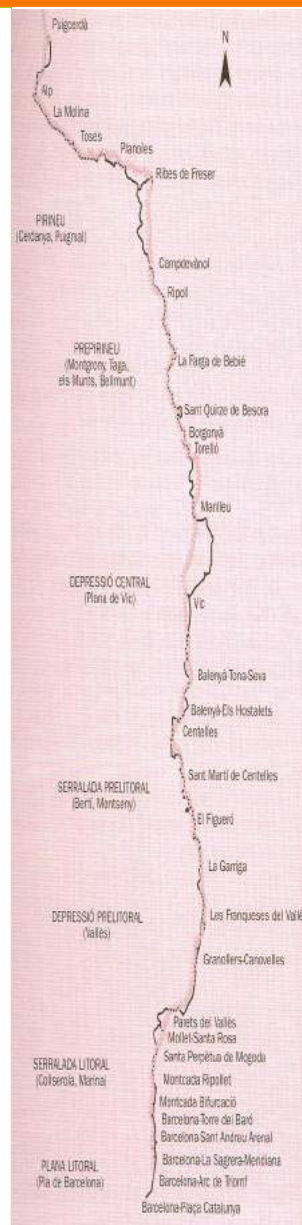 Puigcerdà
N
Alp
La Molina
Toses
Planoles
Ribes de Freser
PIRINEU
(Cerdanya, Puigmal)
Campdevànol
Ripoll
PREPIRINEU
(Montgrony, Taga,
els Munts, Bellmunt)
La Farga de Bebié
Sant Quirze de Besora
Borgonyà
Torelló
Manlleu
DEPRESSIÓ CENTRAL
(Plana de Vic)
Vic
Balenyà-Tona-Seva
Balenyà-Els Hostalets
Centelles
Sant Martí de Centelles
SERRALADA PRELITORAL
(Bertí, Montseny)
El Figueró
La Garriga
DEPRESSIÓ PRELITORAL
(Vallès)
Les Franqueses del Vallè
Granollers-Canovelles
Parets del Vallès
Mollet-Santa Rosa
Santa Perpètua de Mogoda
SERRALADA LITORAL
(Collserola, Marina)
Montcada Ripollet
Montcada Bifurcació
Barcelona-Torre del Baró
Barcelona-Sant Andreu Arenal
PLANA LITORAL
(Pla de Barcelona)
Barcelona-La Sagrera-Meridiana
Barcelona-Arc de Triomf
Barcelona-Plaça Catalunya